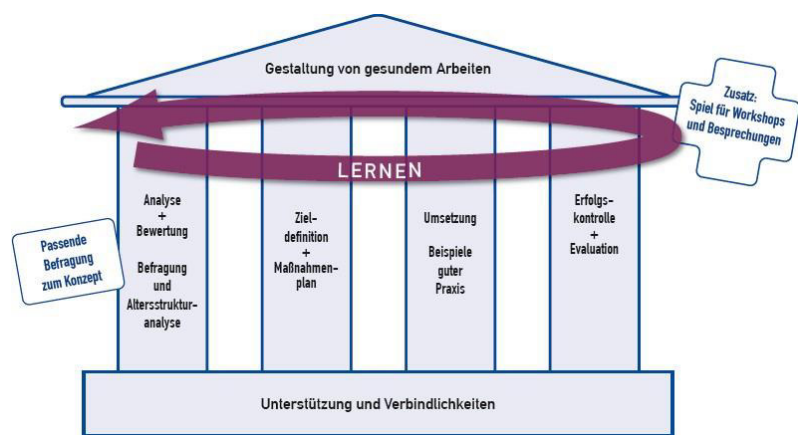 Gestaltung von gesundem Arbeiten
Zusatz:
Spiel für Workshops
und Besprechungen
LERNEN
Passende
Befragung
zum Konzept
Analyse
+
Bewertung
Befragung
und
Altersstruktur-
analyse
Ziel-
definition
+
Maßnahmen-
plan
Umsetzung
Beispiele
guter
Praxis
Erfolgs-
kontrolle
+
Evaluation
Unterstützung und Verbindlichkeiten